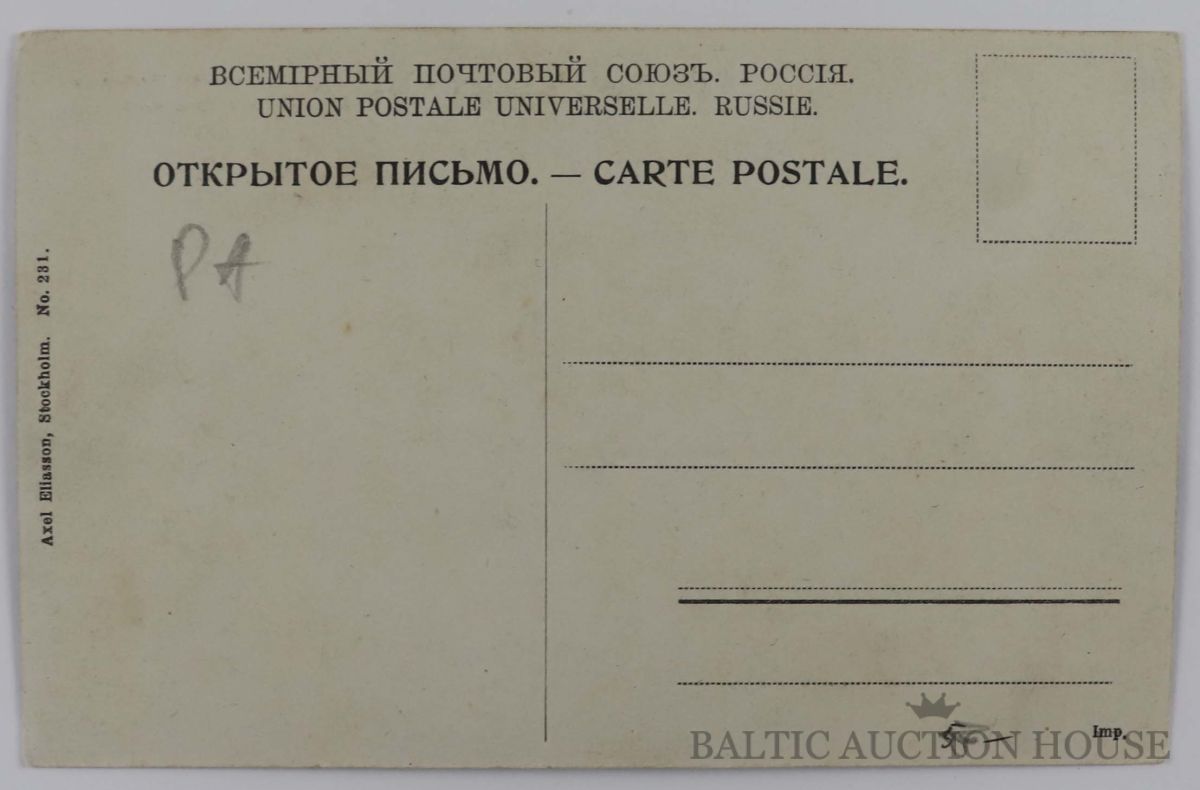 ВСЕМІРНЫЙ ПОЧТОВЫЙ СОЮЗЪ. РОССІЯ.
UNION POSTALE UNIVERSELLE. RUSSIE.
ОТКРЫТОЕ ПИСЬМО. — CARTE POSTALE.
РА
Axel Eliasson, Stockholm. No. 231.
Imp.
BALTIC AUCTION HOUSE